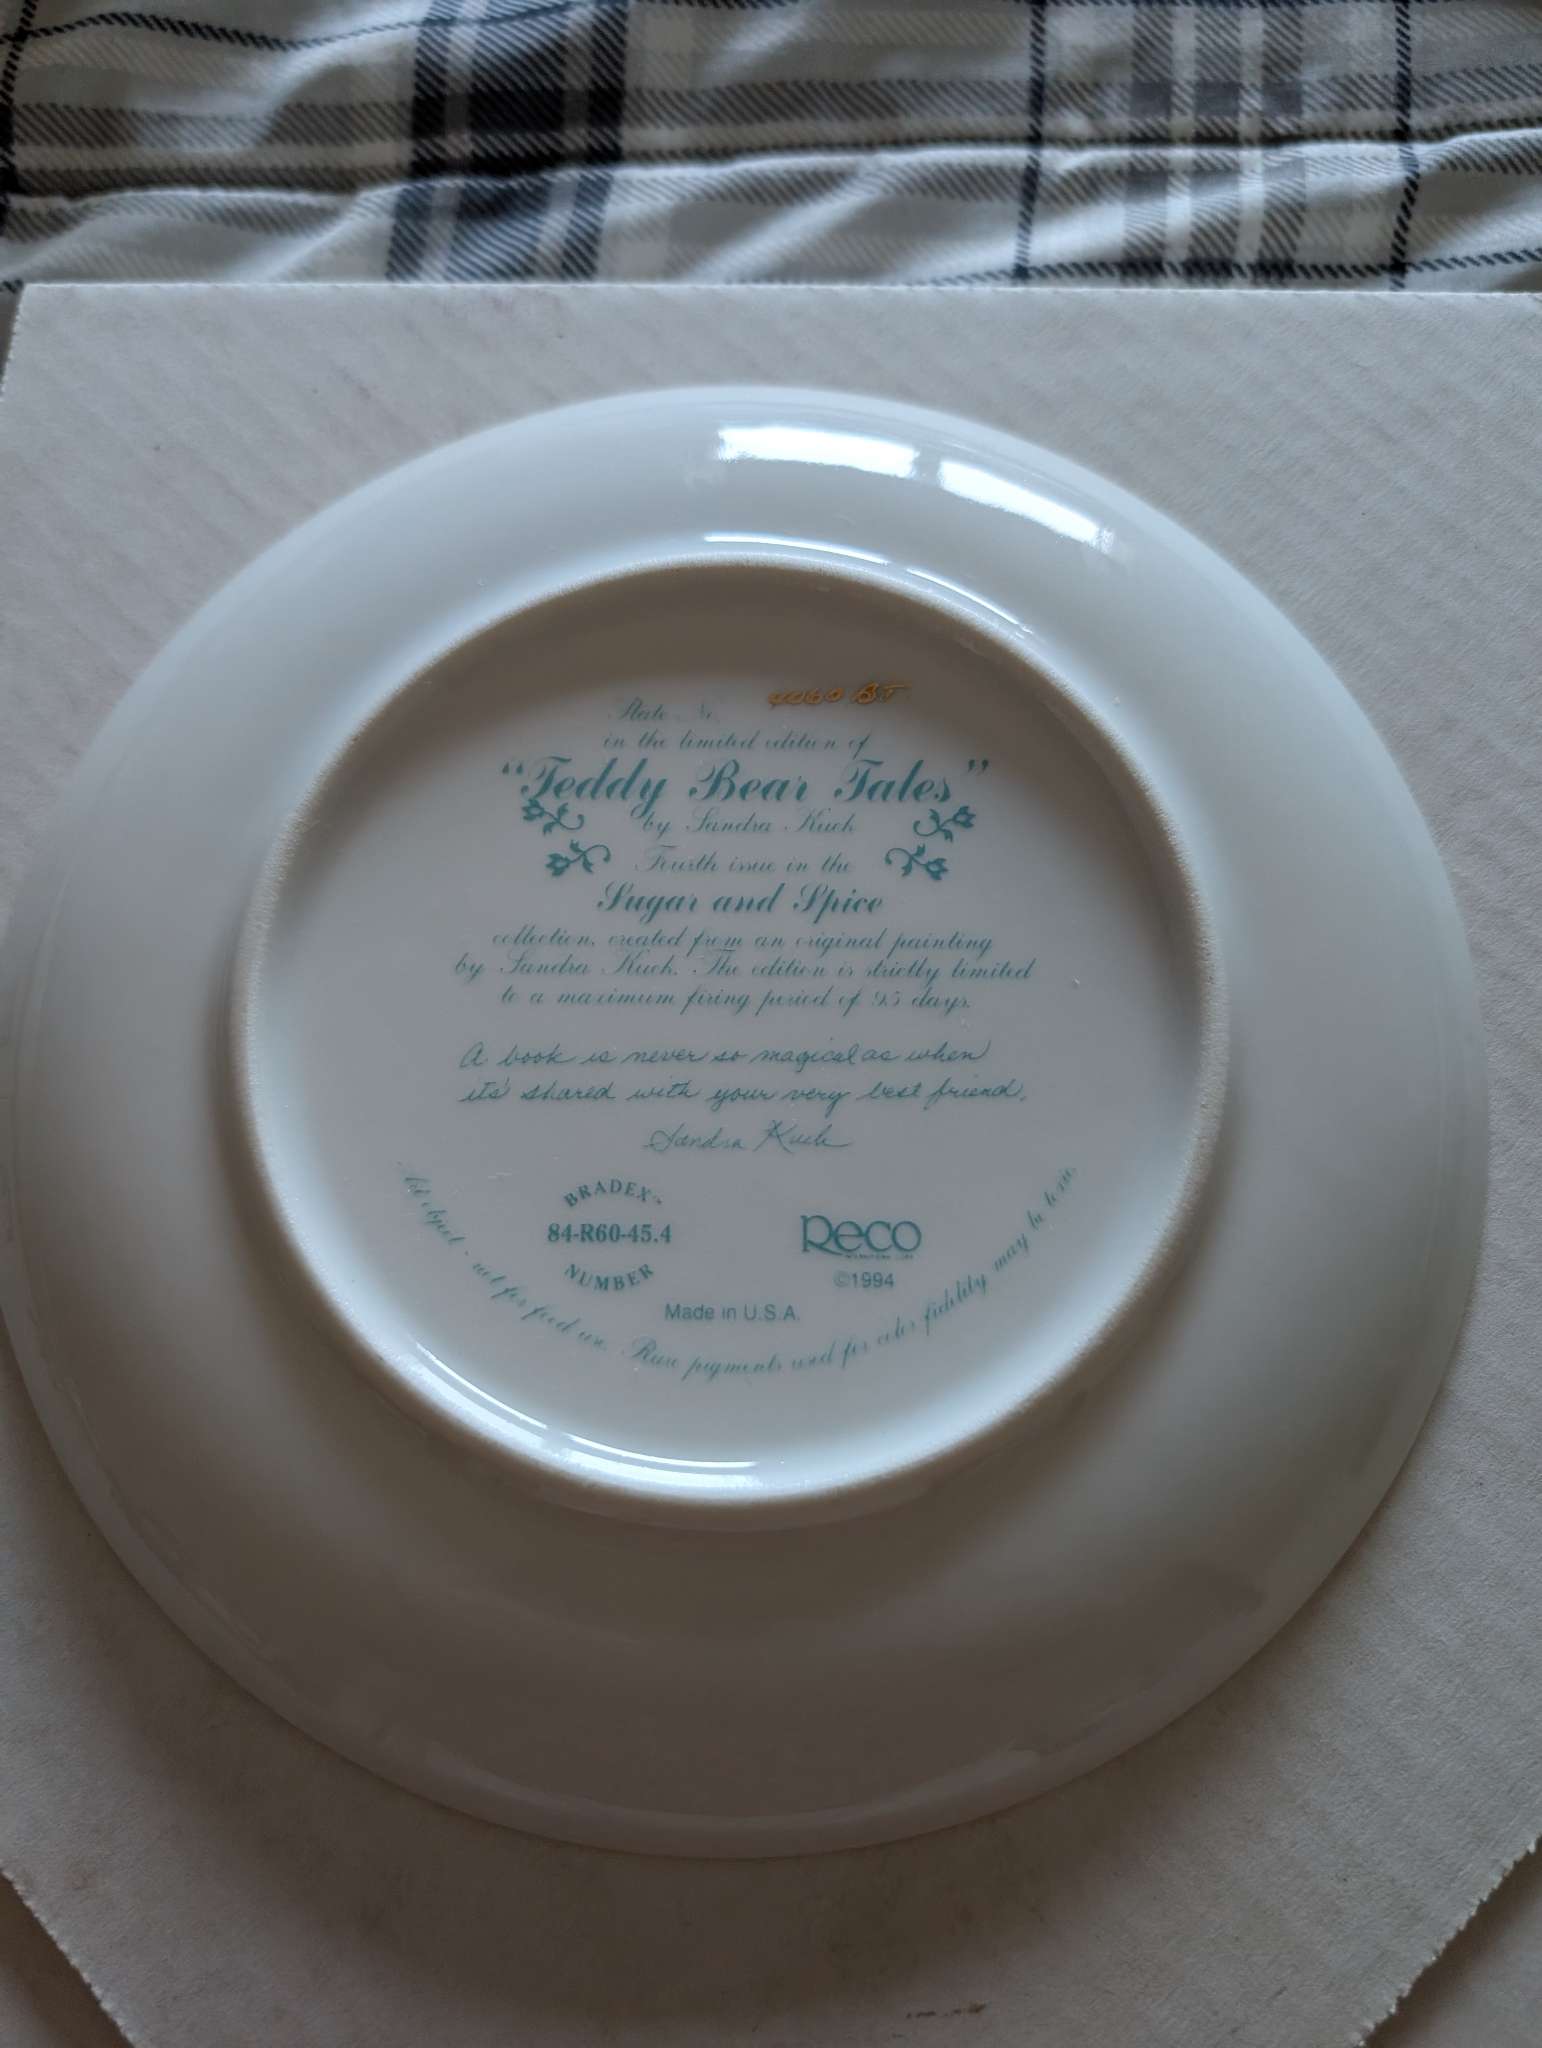 Plate No. 4060 BT
in the limited edition of
"Teddy Bear Tales"
by Sandra Kuck
Fourth issue in the
Sugar and Spice
collection, created from an original painting
by Sandra Kuck. The edition is strictly limited
to a maximum firing period of 95 days.
A book is never so magical as when
it's shared with your very best friend.
Sandra Kuck
BRADEX
84-R60-45.4
NUMBER
Reco
©1994
Made in U.S.A.
Art object - not for food use. Rare pigments used for color fidelity may be toxic.